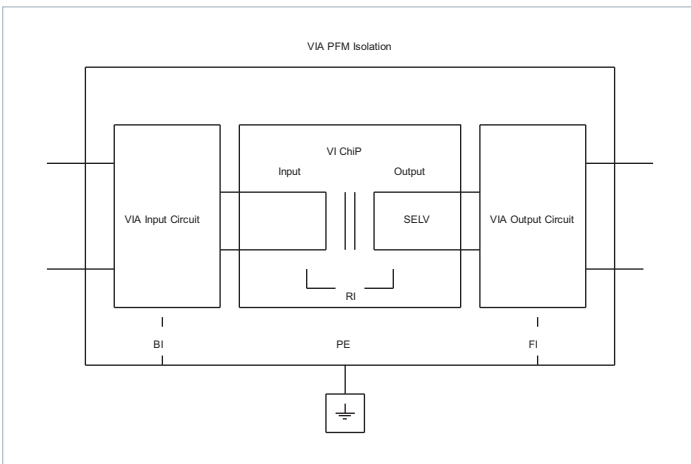 VIA PFM Isolation
VI ChiP
Input
Output
VIA Input Circuit
SELV
VIA Output Circuit
RI
BI
PE
FI